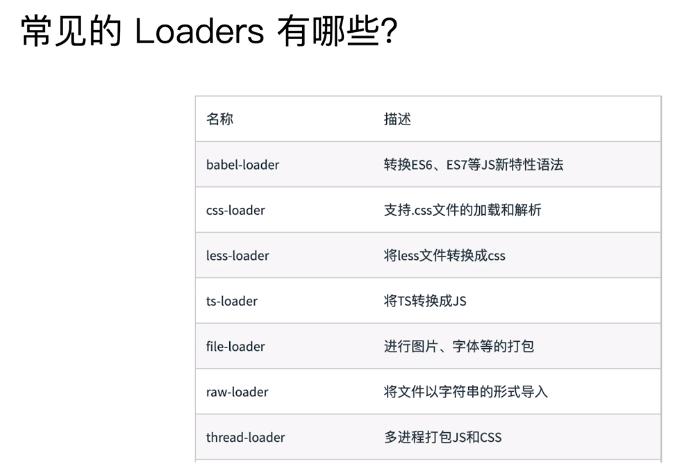 常见的 Loaders 有哪些?
名称 描述
babel-loader 转换ES6、ES7等JS新特性语法
css-loader 支持.css文件的加载和解析
less-loader 将less文件转换成css
ts-loader 将TS转换成JS
file-loader 进行图片、字体等的打包
raw-loader 将文件以字符串的形式导入
thread-loader 多进程打包JS和CSS